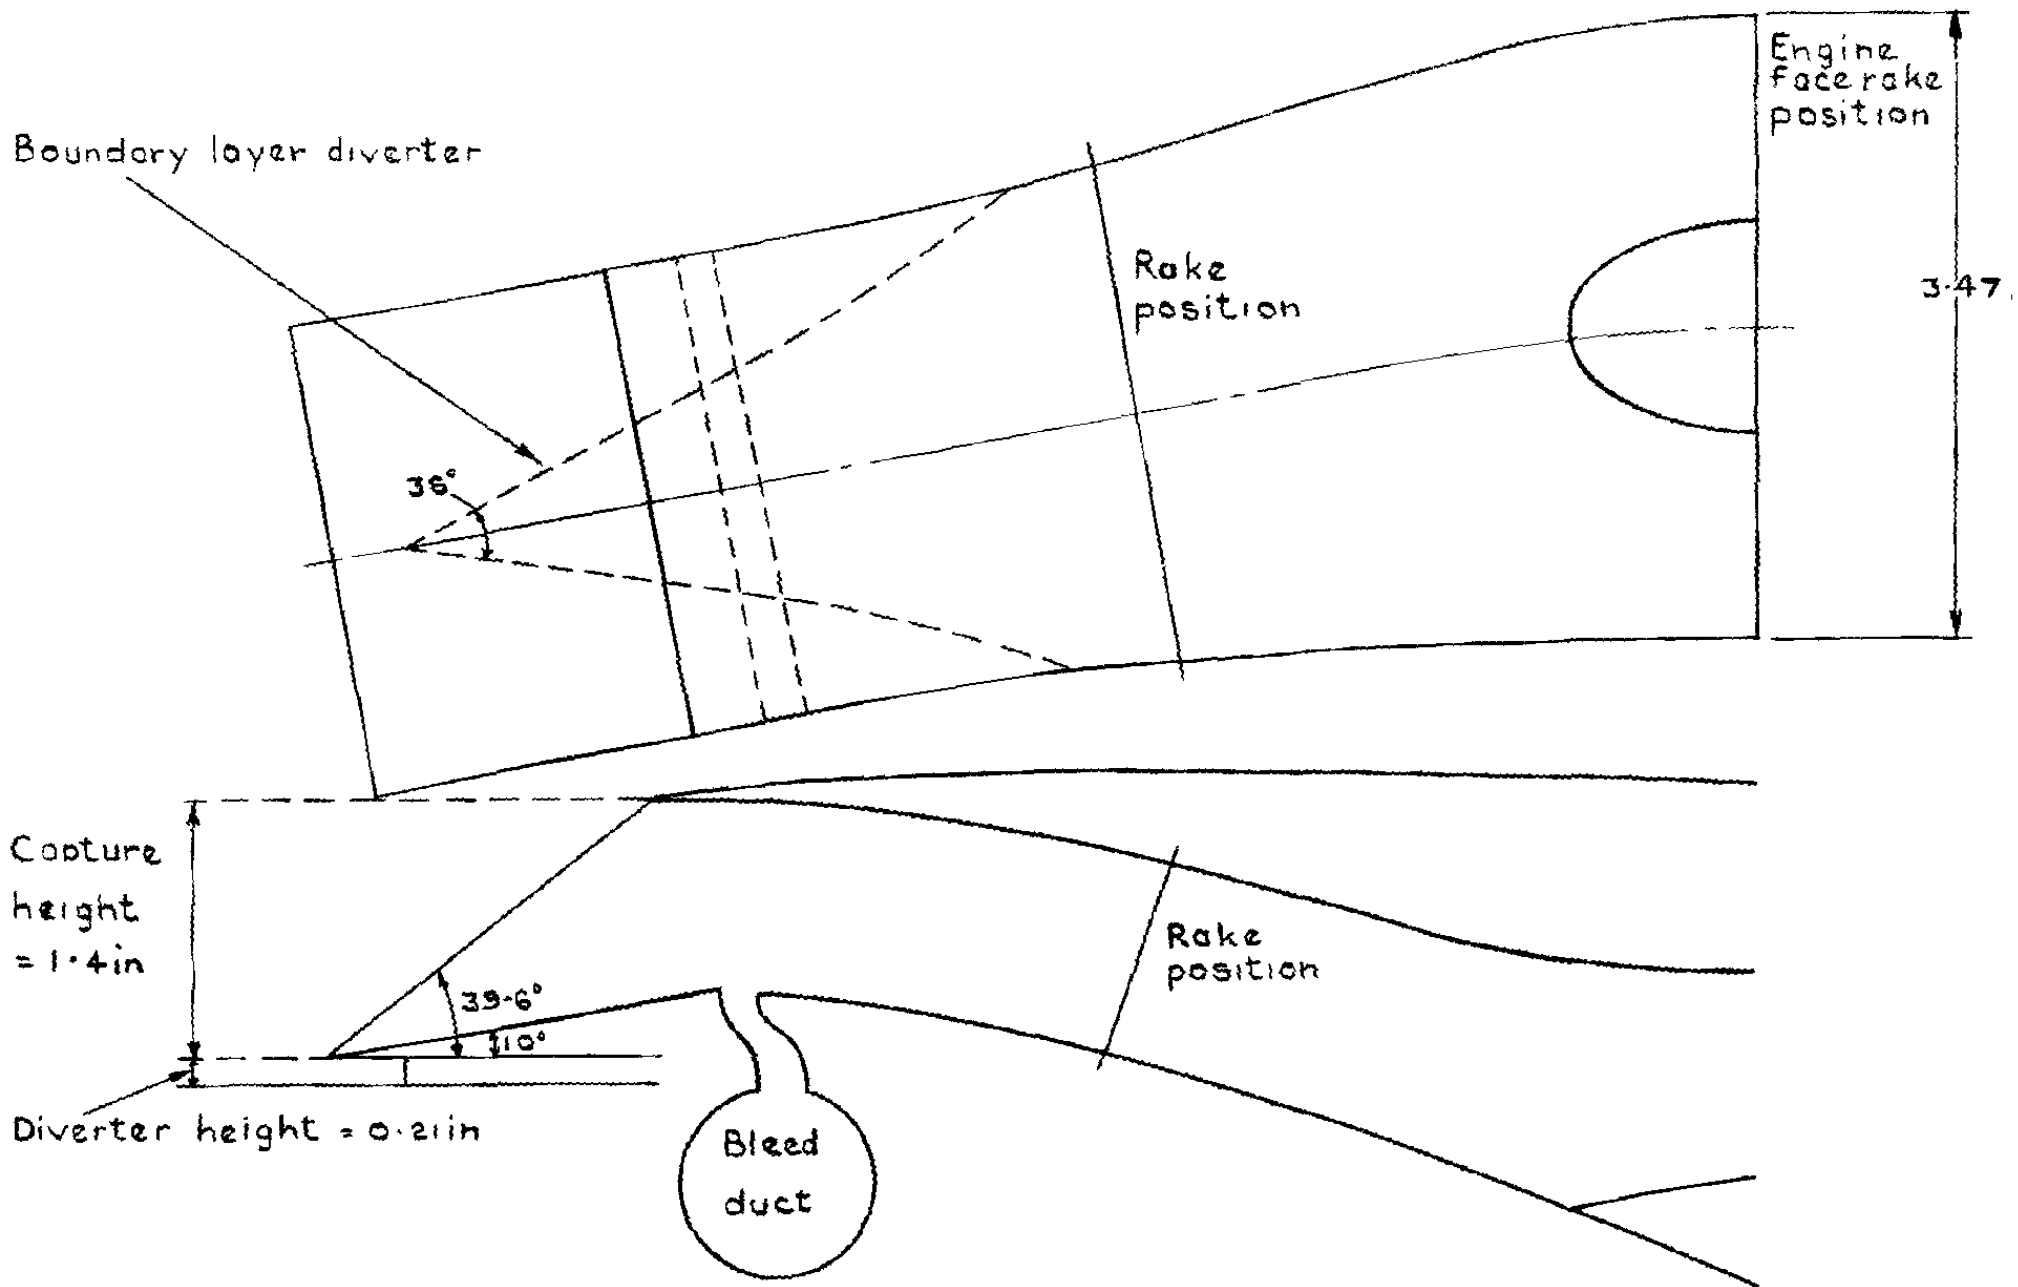 Engine
face rake
position
Boundary layer diverter
Rake
position
3·47
36°
Capture
height
= 1·4in
Rake
position
39·6°
10°
Diverter height = 0·21in
Bleed
duct